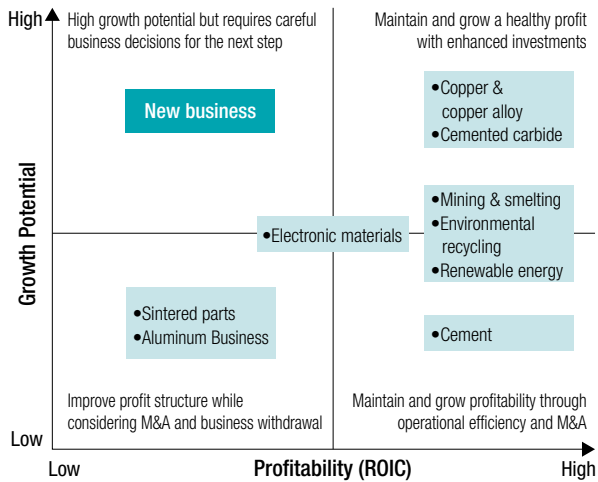 High
High growth potential but requires careful
business decisions for the next step
Maintain and grow a healthy profit
with enhanced investments
New business
•Copper &
copper alloy
•Cemented carbide
Growth Potential
•Electronic materials
•Mining & smelting
•Environmental
recycling
•Renewable energy
•Sintered parts
•Aluminum Business
•Cement
Improve profit structure while
considering M&A and business withdrawal
Maintain and grow profitability through
operational efficiency and M&A
Low
Low
Profitability (ROIC)
High